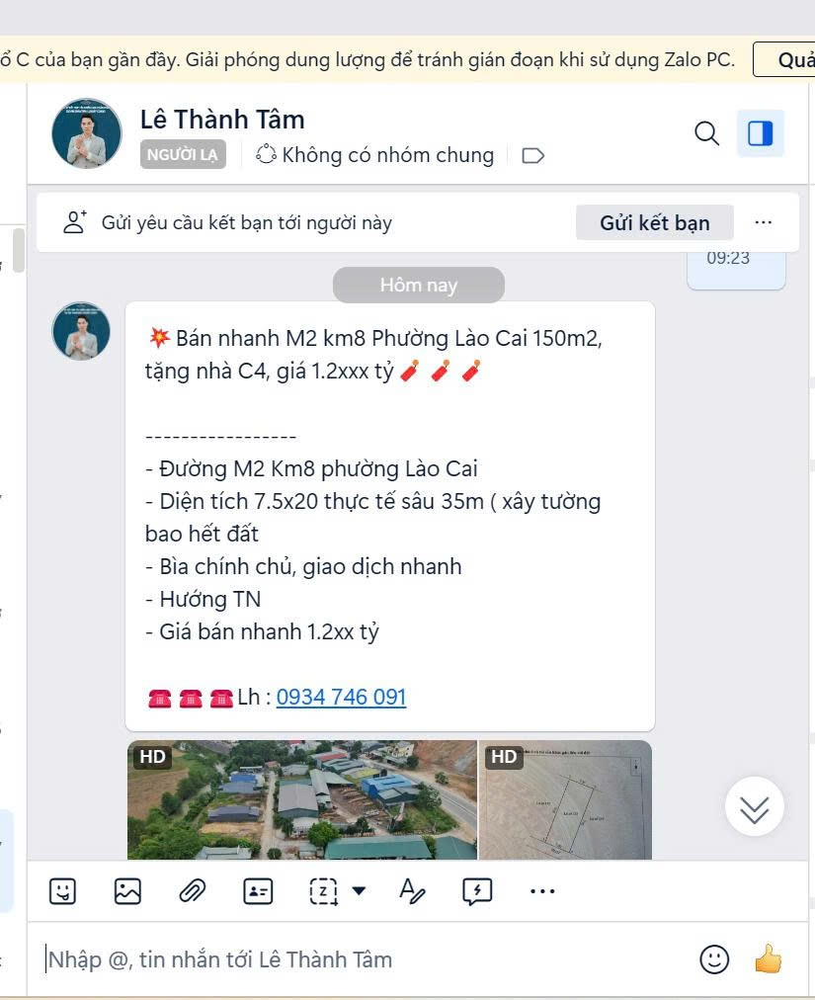 ổ C của bạn gần đầy. Giải phóng dung lượng để tránh gián đoạn khi sử dụng Zalo PC.
Lê Thành Tâm
NGƯỜI LẠ
Không có nhóm chung
Gửi yêu cầu kết bạn tới người này
Gửi kết bạn
09:23
Hôm nay
💥 Bán nhanh M2 km8 Phường Lào Cai 150m2,
tặng nhà C4, giá 1.2xxx tỷ🧨 🧨 🧨
-----------------
- Đường M2 Km8 phường Lào Cai
- Diện tích 7.5x20 thực tế sâu 35m ( xây tường
bao hết đất
- Bìa chính chủ, giao dịch nhanh
- Hướng TN
- Giá bán nhanh 1.2xx tỷ
☎️ ☎️ ☎️Lh : 0934 746 091
HD
HD
Nhập @, tin nhắn tới Lê Thành Tâm